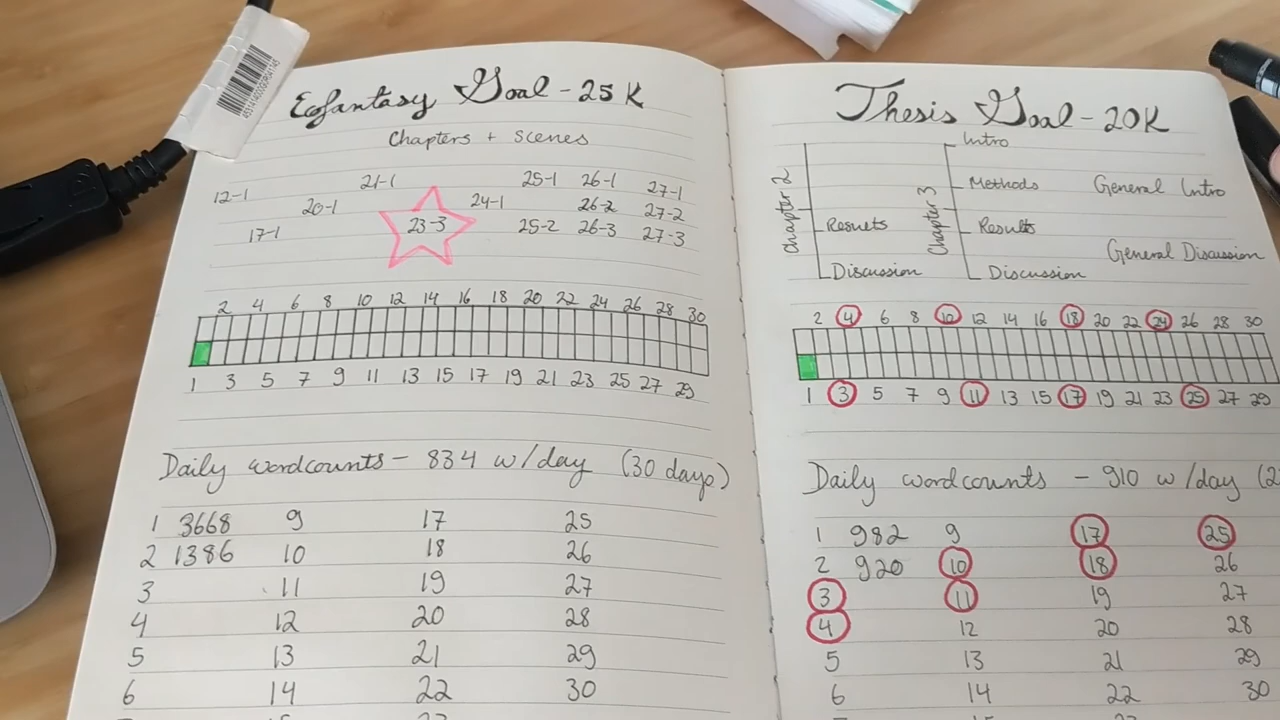 Ecofantasy Goal - 25K
Chapters + Scenes
12-1 21-1 25-1 26-1 27-1
20-1 23-3 24-1 26-2 27-2
17-1 25-2 26-3 27-3
2 4 6 8 10 12 14 16 18 20 22 24 26 28 30
1 3 5 7 9 11 13 15 17 19 21 23 25 27 29
Daily wordcounts - 834 w/day (30 days)
1 3668 9 17 25
2 1386 10 18 26
3 11 19 27
4 12 20 28
5 13 21 29
6 14 22 30
Thesis Goal - 20K
Chapter 2
Results
Discussion
Chapter 3
Intro
Methods
Results
Discussion
General Intro
General Discussion
2 4 6 8 10 12 14 16 18 20 22 24 26 28 30
1 3 5 7 9 11 13 15 17 19 21 23 25 27 29
Daily wordcounts - 910 w/day
1 982 9 17 25
2 920 10 18 26
3 11 19 27
4 12 20 28
5 13 21 29
6 14 22 30